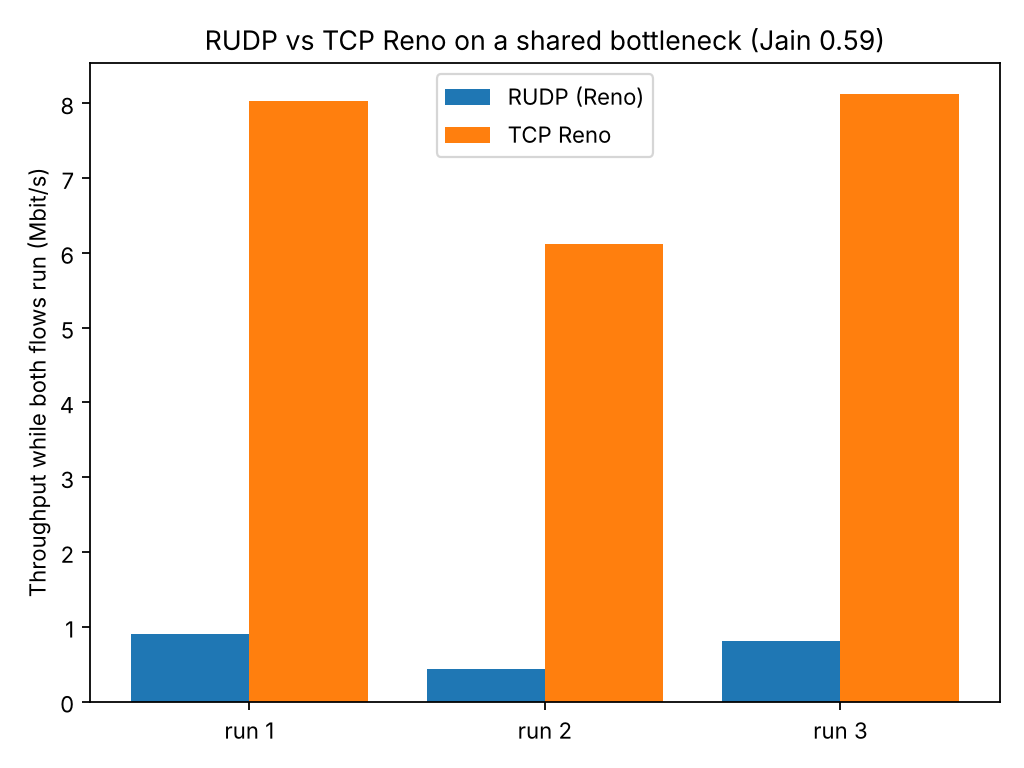 RUDP vs TCP Reno on a shared bottleneck (Jain 0.59)
Throughput while both flows run (Mbit/s)
8
7
6
5
4
3
2
1
0
RUDP (Reno)
TCP Reno
run 1
run 2
run 3